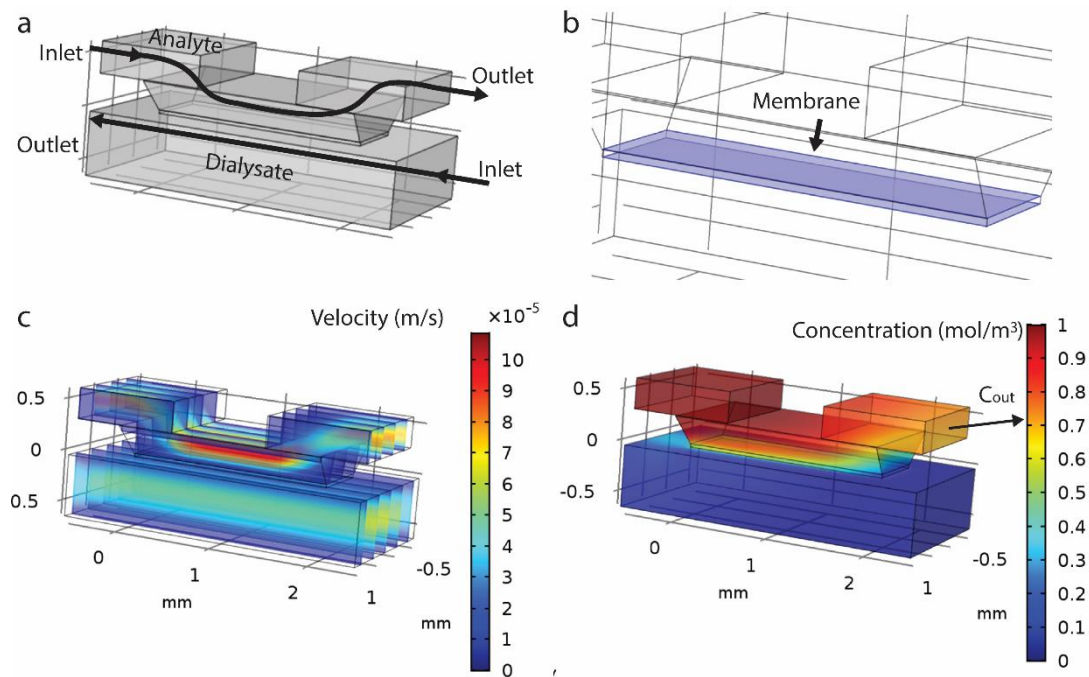 a
Inlet
Analyte
Outlet
Outlet
Dialysate
Inlet
b
Membrane
c
Velocity (m/s)
×10⁻⁵
10
9
8
7
6
5
4
3
2
1
0
0.5
0
0.5
0
1
2
mm
-0.5
1
mm
d
Concentration (mol/m³)
Cout
1
0.9
0.8
0.7
0.6
0.5
0.4
0.3
0.2
0.1
0
0.5
0
-0.5
0
1
2
mm
-0.5
1
mm